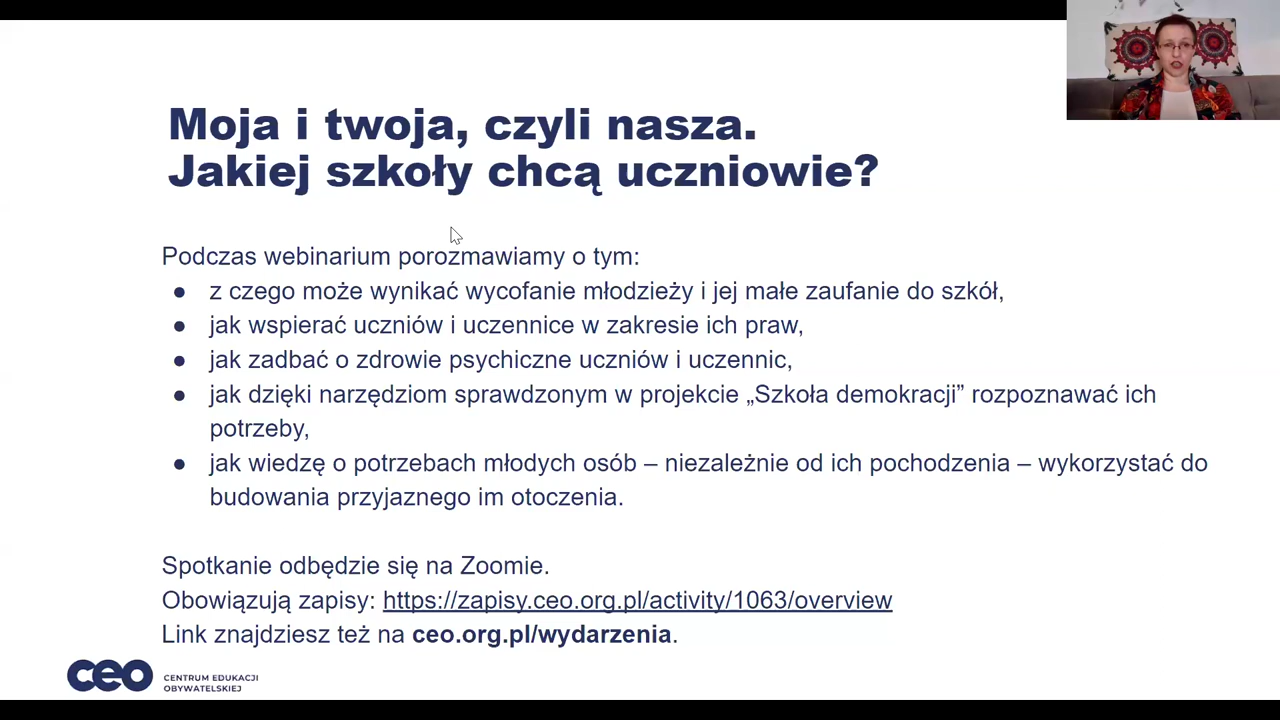 Moja i twoja, czyli nasza.
Jakiej szkoły chcą uczniowie?
Podczas webinarium porozmawiamy o tym:
● z czego może wynikać wycofanie młodzieży i jej małe zaufanie do szkół,
● jak wspierać uczniów i uczennice w zakresie ich praw,
● jak zadbać o zdrowie psychiczne uczniów i uczennic,
● jak dzięki narzędziom sprawdzonym w projekcie „Szkoła demokracji” rozpoznawać ich
potrzeby,
● jak wiedzę o potrzebach młodych osób – niezależnie od ich pochodzenia – wykorzystać do
budowania przyjaznego im otoczenia.
Spotkanie odbędzie się na Zoomie.
Obowiązują zapisy: https://zapisy.ceo.org.pl/activity/1063/overview
Link znajdziesz też na ceo.org.pl/wydarzenia.
ceo CENTRUM EDUKACJI
OBYWATELSKIEJ